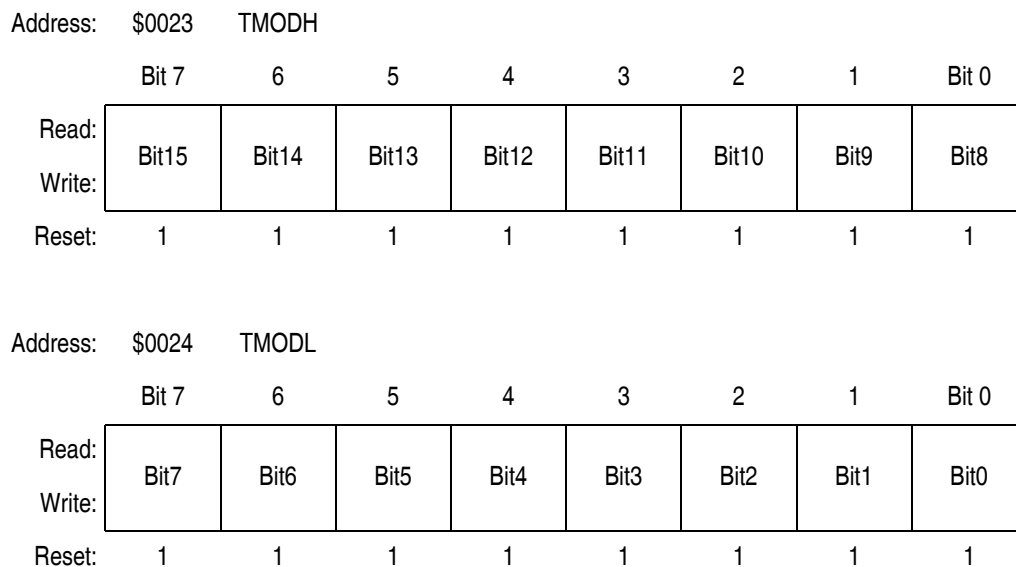 Address: $0023 TMODH
Bit 7 6 5 4 3 2 1 Bit 0
Read:
Bit15 Bit14 Bit13 Bit12 Bit11 Bit10 Bit9 Bit8
Write:
Reset: 1 1 1 1 1 1 1 1
Address: $0024 TMODL
Bit 7 6 5 4 3 2 1 Bit 0
Read:
Bit7 Bit6 Bit5 Bit4 Bit3 Bit2 Bit1 Bit0
Write:
Reset: 1 1 1 1 1 1 1 1